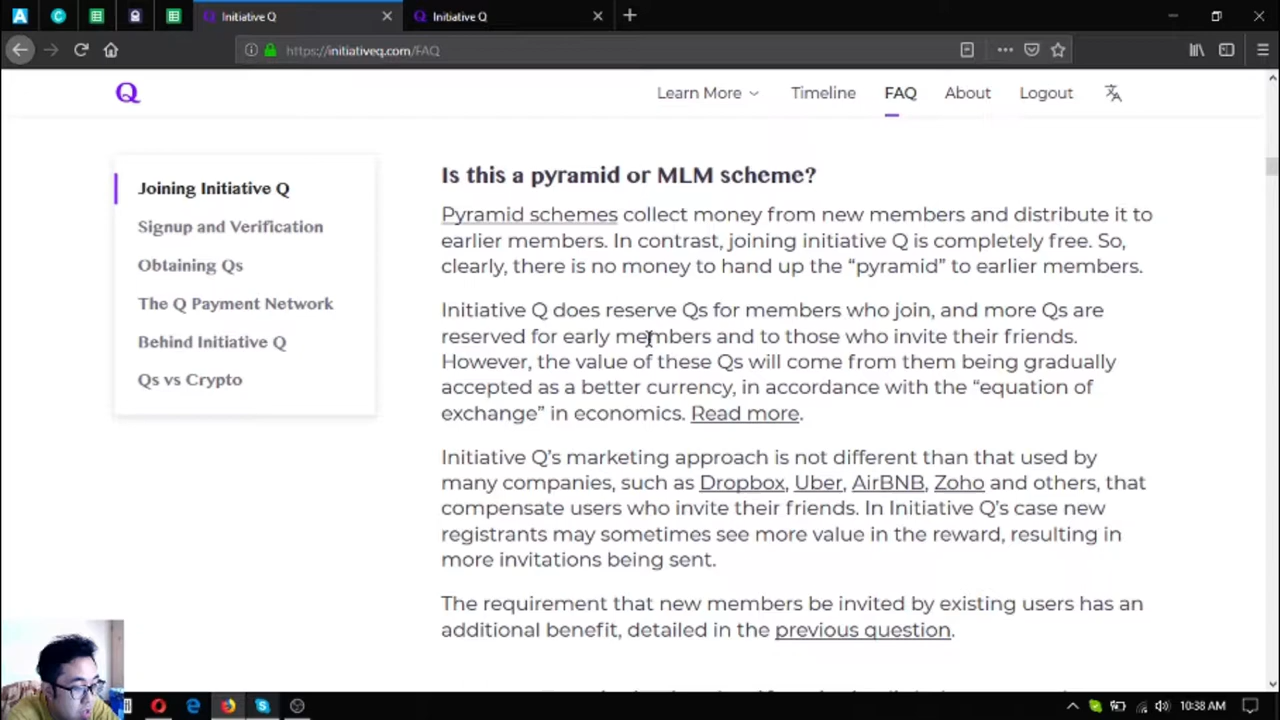 Initiative Q
Initiative Q
https://initiativeq.com/FAQ
Q
Learn More
Timeline
FAQ
About
Logout
Joining Initiative Q
Signup and Verification
Obtaining Qs
The Q Payment Network
Behind Initiative Q
Qs vs Crypto
Is this a pyramid or MLM scheme?
Pyramid schemes collect money from new members and distribute it to
earlier members. In contrast, joining initiative Q is completely free. So,
clearly, there is no money to hand up the “pyramid” to earlier members.
Initiative Q does reserve Qs for members who join, and more Qs are
reserved for early members and to those who invite their friends.
However, the value of these Qs will come from them being gradually
accepted as a better currency, in accordance with the “equation of
exchange” in economics. Read more.
Initiative Q’s marketing approach is not different than that used by
many companies, such as Dropbox, Uber, AirBNB, Zoho and others, that
compensate users who invite their friends. In Initiative Q’s case new
registrants may sometimes see more value in the reward, resulting in
more invitations being sent.
The requirement that new members be invited by existing users has an
additional benefit, detailed in the previous question.
10:38 AM